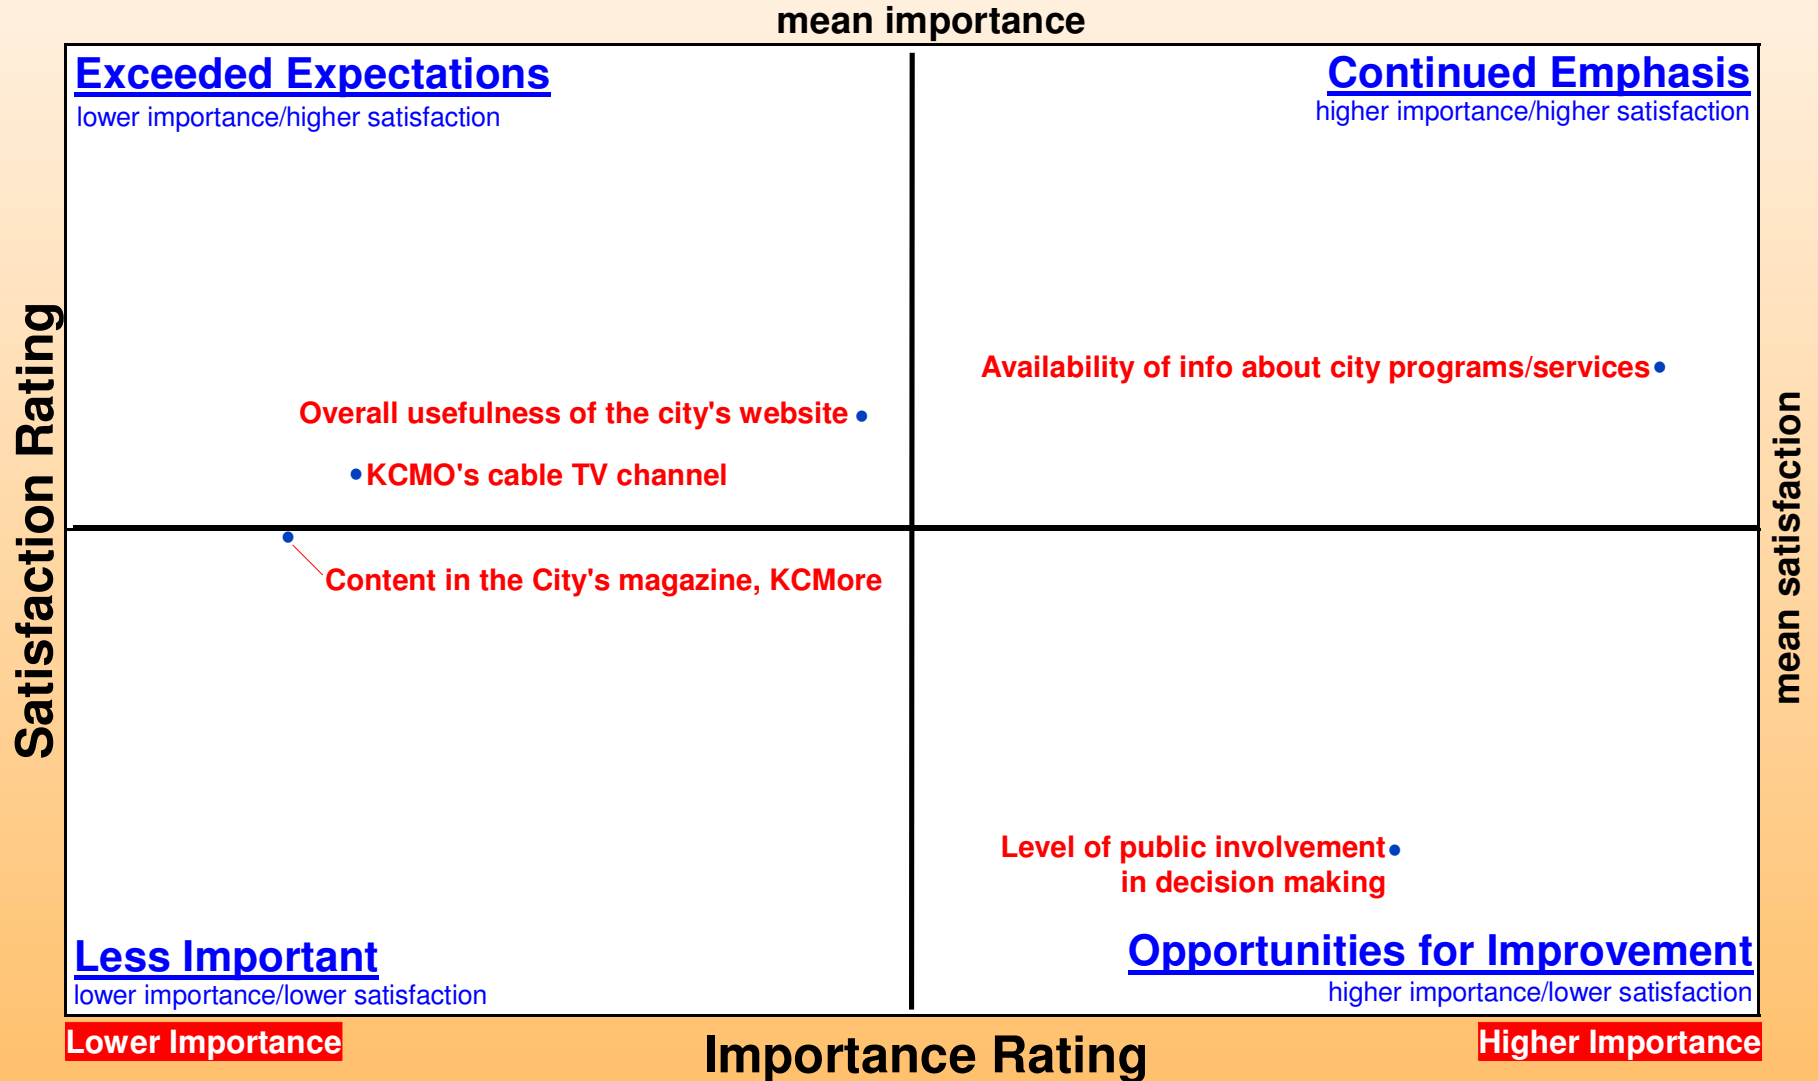 mean importance
Exceeded Expectations
lower importance/higher satisfaction
Continued Emphasis
higher importance/higher satisfaction
Satisfaction Rating
mean satisfaction
Availability of info about city programs/services
Overall usefulness of the city's website
KCMO's cable TV channel
Content in the City's magazine, KCMore
Level of public involvement
in decision making
Less Important
lower importance/lower satisfaction
Opportunities for Improvement
higher importance/lower satisfaction
Lower Importance
Importance Rating
Higher Importance